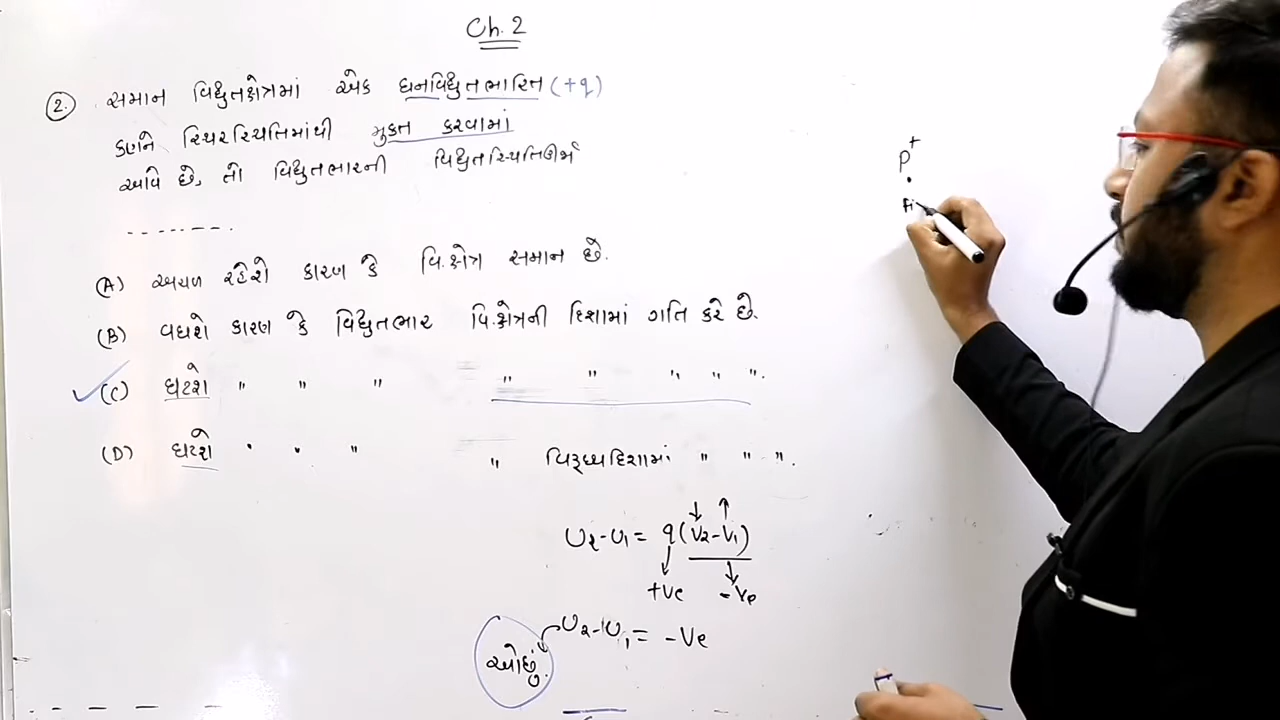 Ch. 2
2. સમાન વિદ્યુતક્ષેત્રમાં એક ધનવિદ્યુતભારિત (+q)
કણને સ્થિરસ્થિતિમાંથી મુક્ત કરવામાં
આવે છે, તો વિદ્યુતભારની વિદ્યુતસ્થિતિઊર્જા
-------.
(A) અચળ રહેશે કારણ કે વિ.ક્ષેત્ર સમાન છે.
(B) વધશે કારણ કે વિદ્યુતભાર વિ.ક્ષેત્રની દિશામાં ગતિ કરે છે.
(C) ઘટશે " " " " " " " ".
(D) ઘટશે " " " " વિરૂધ્ધદિશામાં " " ".
U₂-U₁ = q(V₂-V₁)
+Ve -Ve
U₂-U₁ = -Ve
ઓછું.
P+